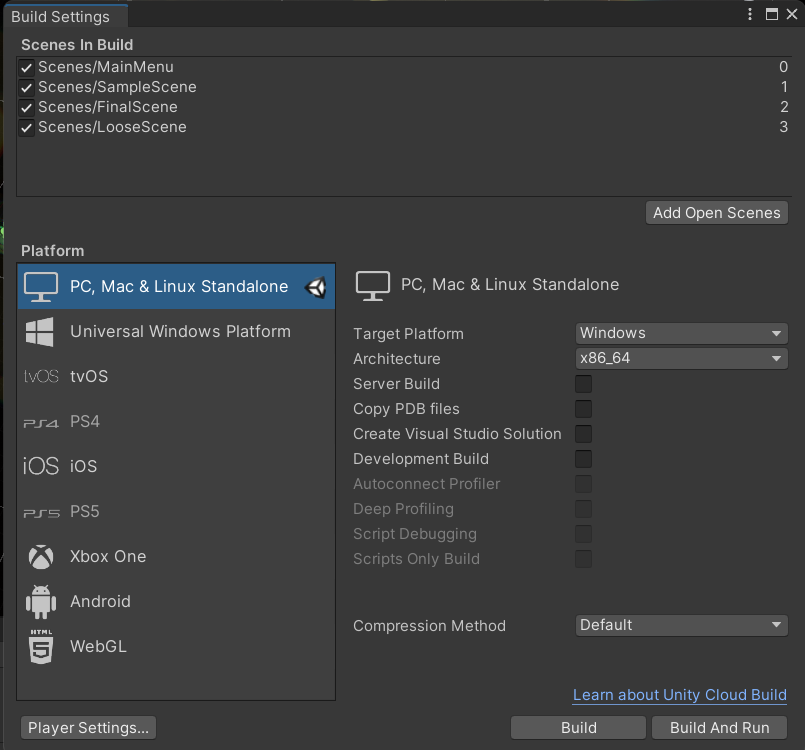 Build Settings
Scenes In Build
Scenes/MainMenu 0
Scenes/SampleScene 1
Scenes/FinalScene 2
Scenes/LooseScene 3
Add Open Scenes
Platform
PC, Mac & Linux Standalone
Universal Windows Platform
tvOS tvOS
PS4 PS4
iOS iOS
PS5 PS5
Xbox One
Android
HTML 5 WebGL
PC, Mac & Linux Standalone
Target Platform Windows
Architecture x86_64
Server Build
Copy PDB files
Create Visual Studio Solution
Development Build
Autoconnect Profiler
Deep Profiling
Script Debugging
Scripts Only Build
Compression Method Default
Learn about Unity Cloud Build
Player Settings... Build Build And Run